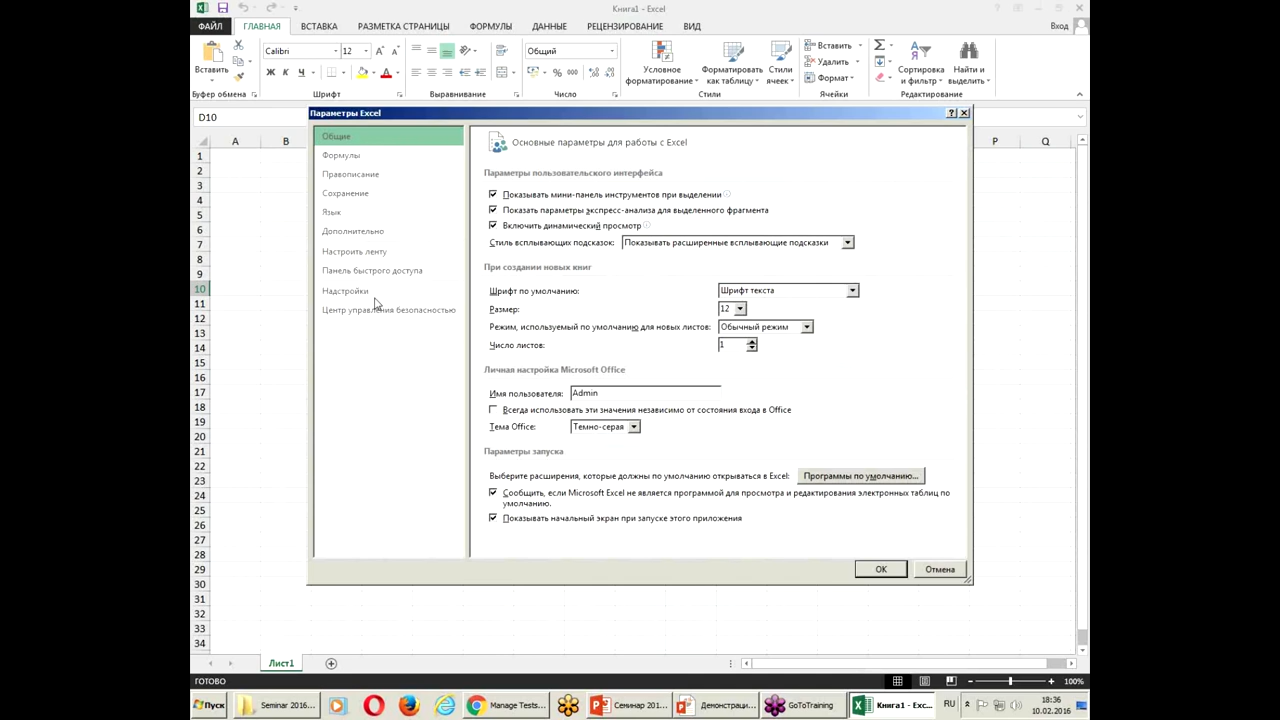 Книга1 - Excel
ФАЙЛ ГЛАВНАЯ ВСТАВКА РАЗМЕТКА СТРАНИЦЫ ФОРМУЛЫ ДАННЫЕ РЕЦЕНЗИРОВАНИЕ ВИД Вход
Вставить
Calibri 12
Ж К Ч
Общий
%
Условное форматирование
Форматировать как таблицу
Стили ячеек
Вставить
Удалить
Формат
Сортировка и фильтр
Найти и выделить
Буфер обмена Шрифт Выравнивание Число Стили Ячейки Редактирование
D10
A B P Q
Параметры Excel
Общие
Формулы
Правописание
Сохранение
Язык
Дополнительно
Настроить ленту
Панель быстрого доступа
Надстройки
Центр управления безопасностью
Основные параметры для работы с Excel
Параметры пользовательского интерфейса
Показывать мини-панель инструментов при выделении
Показать параметры экспресс-анализа для выделенного фрагмента
Включить динамический просмотр
Стиль всплывающих подсказок: Показывать расширенные всплывающие подсказки
При создании новых книг
Шрифт по умолчанию: Шрифт текста
Размер: 12
Режим, используемый по умолчанию для новых листов: Обычный режим
Число листов: 1
Личная настройка Microsoft Office
Имя пользователя: Admin
Всегда использовать эти значения независимо от состояния входа в Office
Тема Office: Темно-серая
Параметры запуска
Выберите расширения, которые должны по умолчанию открываться в Excel: Программы по умолчанию...
Сообщить, если Microsoft Excel не является программой для просмотра и редактирования электронных таблиц по
умолчанию.
Показывать начальный экран при запуске этого приложения
OK Отмена
1
2
3
4
5
6
7
8
9
10
11
12
13
14
15
16
17
18
19
20
21
22
23
24
25
26
27
28
29
30
31
32
33
34
Лист1
ГОТОВО 100%
Пуск Seminar 2016... Manage Tests... Семинар 201... Демонстраци... GoToTraining Книга1 - Exc... RU 18:36
10.02.2016